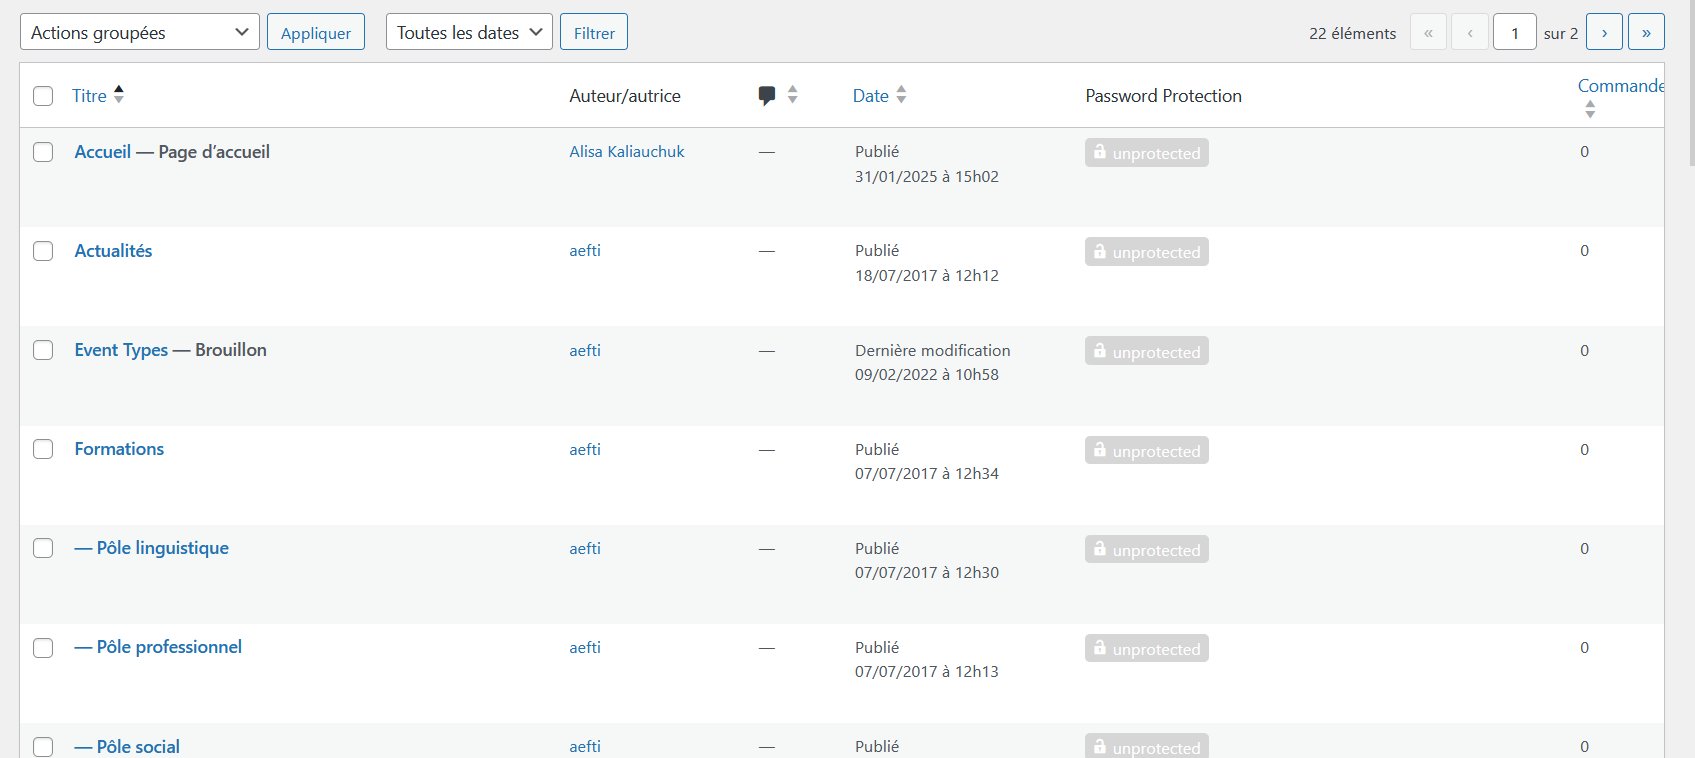 Actions groupées Appliquer Toutes les dates Filtrer 22 éléments « ‹ 1 sur 2 › »
Titre Auteur/autrice Date Password Protection Commande
Accueil — Page d’accueil Alisa Kaliauchuk — Publié unprotected 0
31/01/2025 à 15h02
Actualités aefti — Publié unprotected 0
18/07/2017 à 12h12
Event Types — Brouillon aefti — Dernière modification unprotected 0
09/02/2022 à 10h58
Formations aefti — Publié unprotected 0
07/07/2017 à 12h34
— Pôle linguistique aefti — Publié unprotected 0
07/07/2017 à 12h30
— Pôle professionnel aefti — Publié unprotected 0
07/07/2017 à 12h13
— Pôle social aefti — Publié unprotected 0